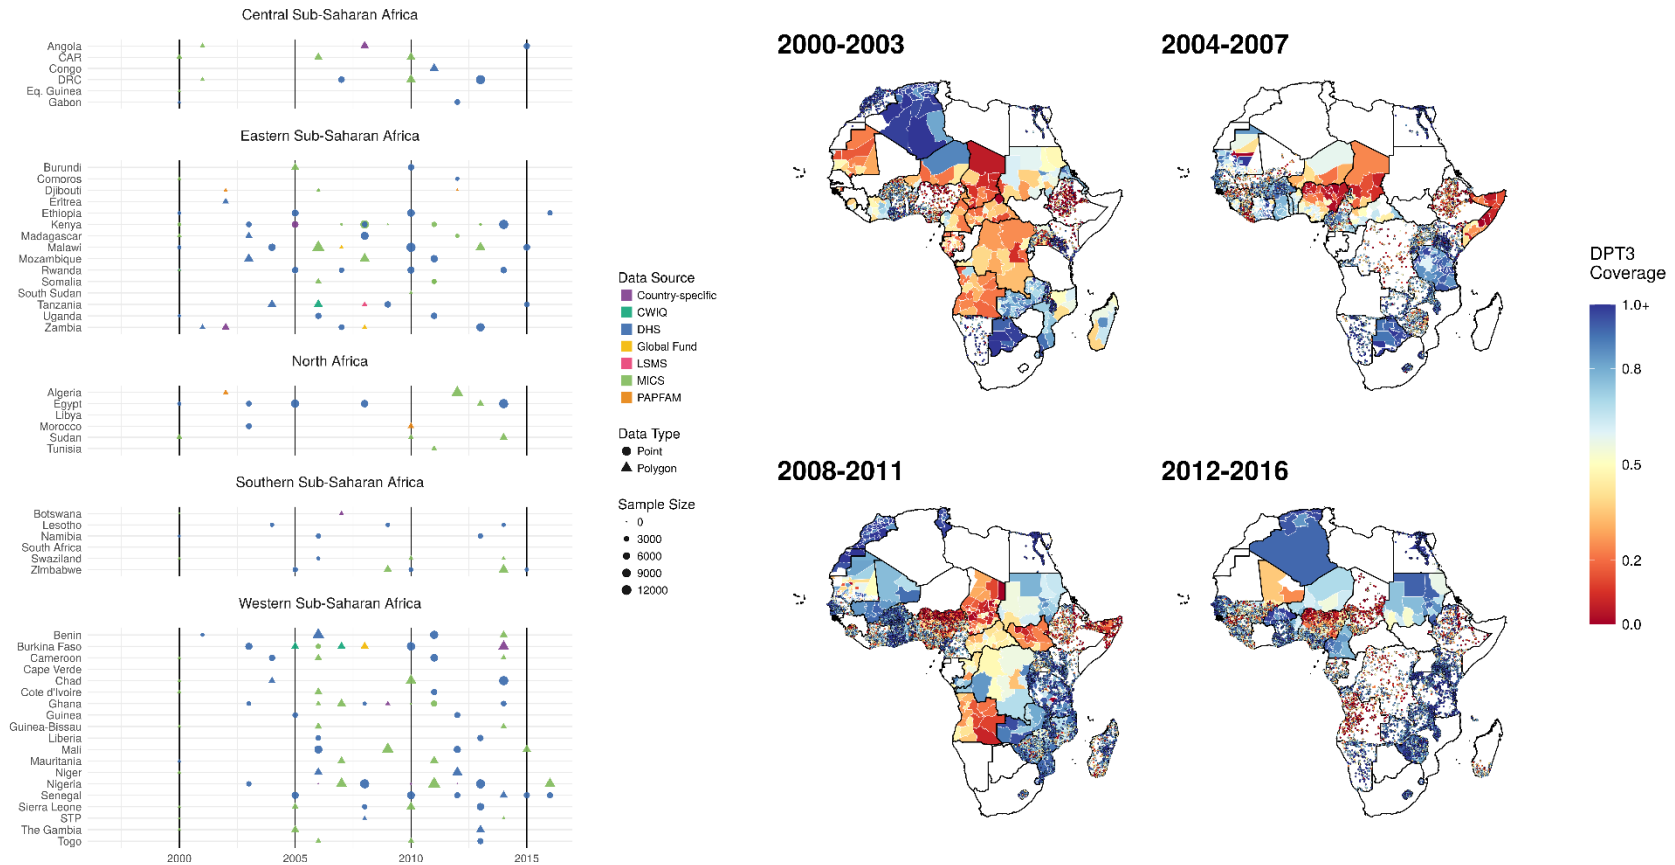 Central Sub-Saharan Africa
Angola
CAR
Congo
DRC
Eq. Guinea
Gabon
Eastern Sub-Saharan Africa
Burundi
Comoros
Djibouti
Eritrea
Ethiopia
Kenya
Madagascar
Malawi
Mozambique
Rwanda
Somalia
South Sudan
Tanzania
Uganda
Zambia
North Africa
Algeria
Egypt
Libya
Morocco
Sudan
Tunisia
Southern Sub-Saharan Africa
Botswana
Lesotho
Namibia
South Africa
Swaziland
Zimbabwe
Western Sub-Saharan Africa
Benin
Burkina Faso
Cameroon
Cape Verde
Chad
Cote d'Ivoire
Ghana
Guinea
Guinea-Bissau
Liberia
Mali
Mauritania
Niger
Nigeria
Senegal
Sierra Leone
STP
The Gambia
Togo
2000 2005 2010 2015
Data Source
Country-specific
CWIQ
DHS
Global Fund
LSMS
MICS
PAPFAM
Data Type
Point
Polygon
Sample Size
0
3000
6000
9000
12000
2000-2003
2004-2007
2008-2011
2012-2016
DPT3
Coverage
1.0+
0.8
0.5
0.2
0.0